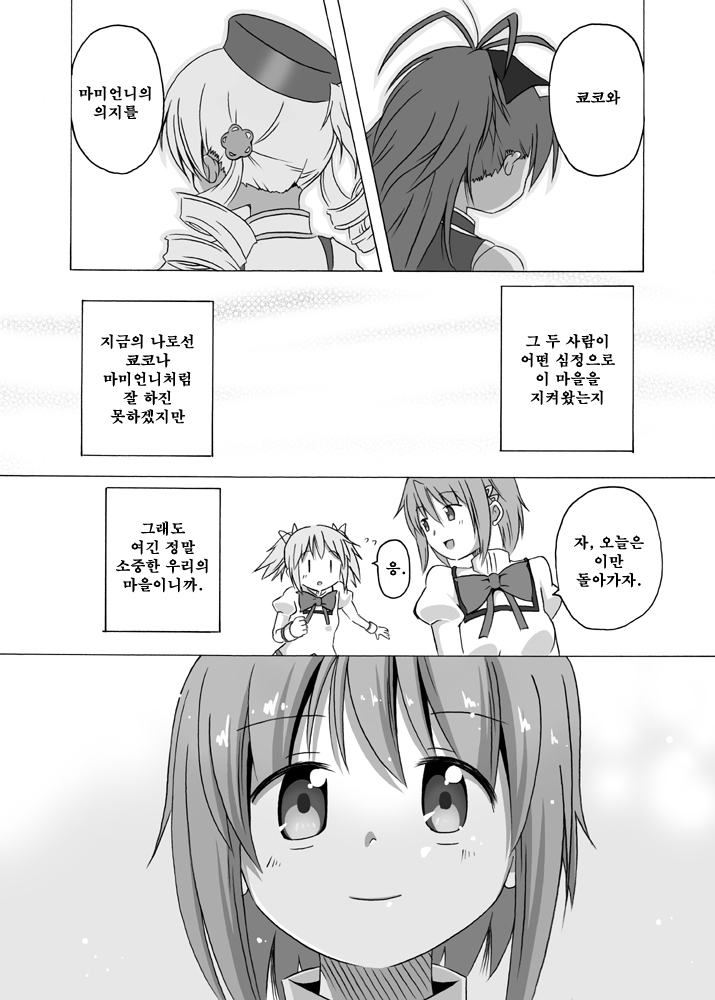 쿄코와
마미언니의
의지를
그 두 사람이
어떤 심정으로
이 마을을
지켜왔는지
지금의 나로선
쿄코나
마미언니처럼
잘 하진
못하겠지만
자, 오늘은
이만
돌아가자.
응.
그래도
여긴 정말
소중한 우리의
마을이니까.